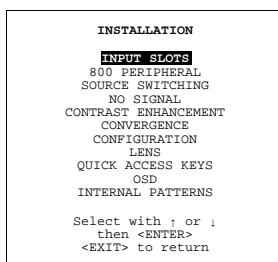 INSTALLATION
INPUT SLOTS
800 PERIPHERAL
SOURCE SWITCHING
NO SIGNAL
CONTRAST ENHANCEMENT
CONVERGENCE
CONFIGURATION
LENS
QUICK ACCESS KEYS
OSD
INTERNAL PATTERNS
Select with ↑ or ↓
then <ENTER>
<EXIT> to return